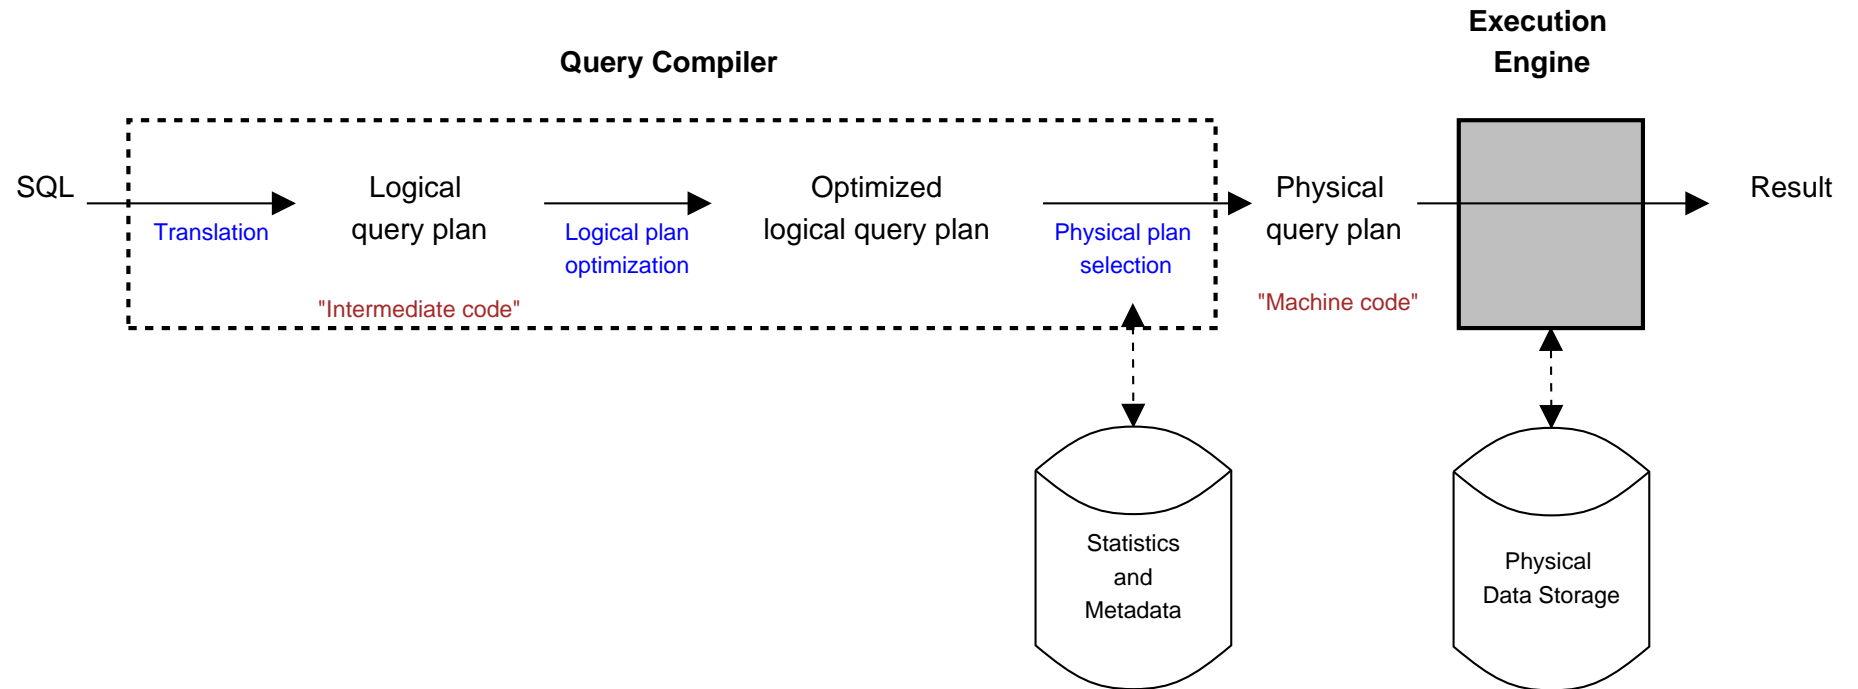 Query Compiler
Execution
Engine
SQL
Translation
Logical
query plan
"Intermediate code"
Logical plan
optimization
Optimized
logical query plan
Physical plan
selection
Physical
query plan
"Machine code"
Result
Statistics
and
Metadata
Physical
Data Storage